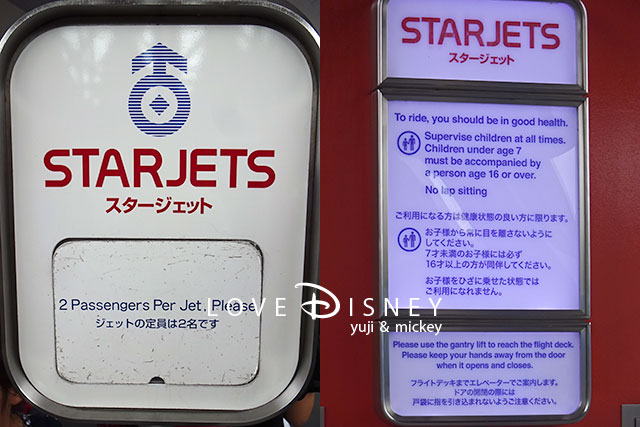 STARJETS
スタージェット
2 Passengers Per Jet, Please
ジェットの定員は2名です
STARJETS
スタージェット
To ride, you should be in good health.
Supervise children at all times.
Children under age 7
must be accompanied by
a person age 16 or over.
No lap sitting
ご利用になる方は健康状態の良い方に限ります。
お子様から常に目を離さないように
してください。
7才未満のお子様には必ず
16才以上の方が同伴してください。
お子様をひざに乗せた状態では
ご利用になれません。
Please use the gantry lift to reach the flight deck.
Please keep your hands away from the door
when it opens and closes.
フライトデッキまでエレベーターでご案内します。
ドアの開閉の際には
戸袋に指を引き込まれないようご注意ください。
LOVE DISNEY
yuji & mickey